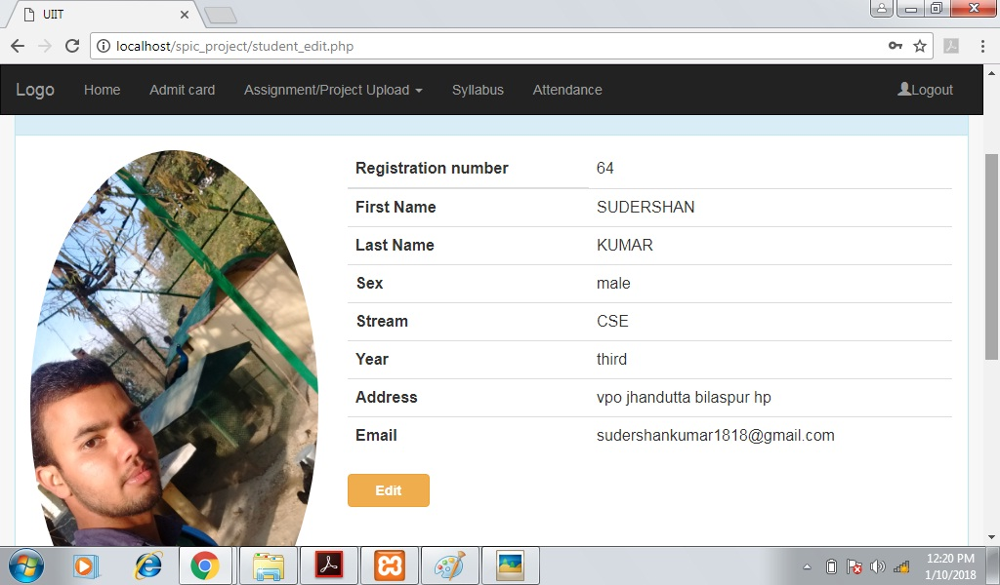 UIIT
localhost/spic_project/student_edit.php
Logo Home Admit card Assignment/Project Upload Syllabus Attendance Logout
Registration number 64
First Name SUDERSHAN
Last Name KUMAR
Sex male
Stream CSE
Year third
Address vpo jhandutta bilaspur hp
Email sudershankumar1818@gmail.com
Edit
12:20 PM
1/10/2018